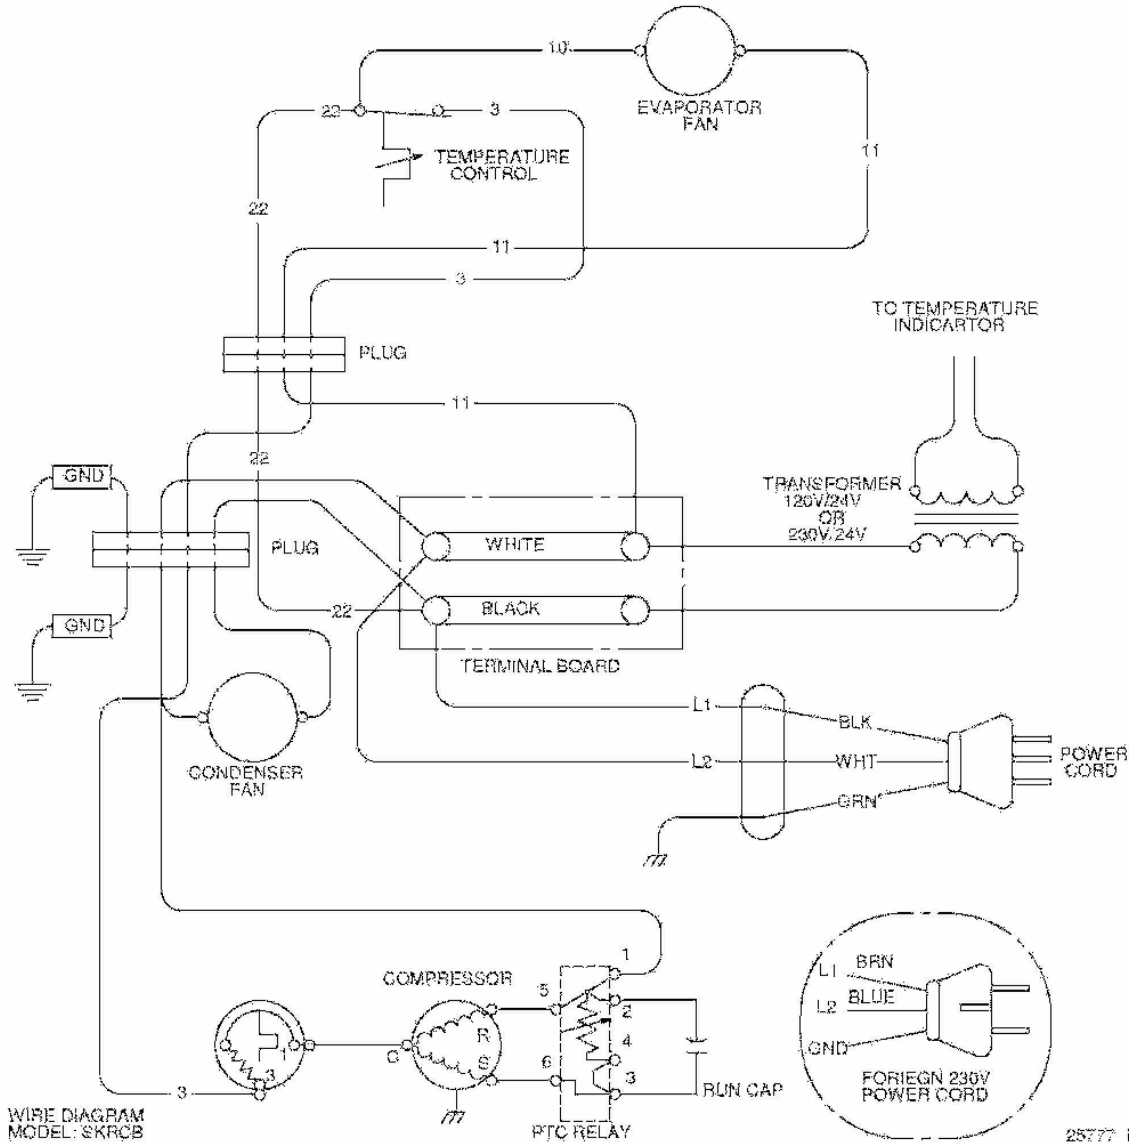 10
EVAPORATOR
FAN
22
3
TEMPERATURE
CONTROL
11
22
11
3
TO TEMPERATURE
INDICARTOR
PLUG
11
22
GND
TRANSFORMER
120V/24V
OR
230V/24V
WHITE
PLUG
BLACK
22
GND
TERMINAL BOARD
L1
BLK
CONDENSER
FAN
L2
WHT
POWER
CORD
GRN
1
COMPRESSOR
5
2
R
4
C
S
6
3
1
3
3
RUN CAP
PTC RELAY
L1
BRN
L2
BLUE
GND
FORIEGN 230V
POWER CORD
WIRE DIAGRAM
MODEL: SKRCB
25777